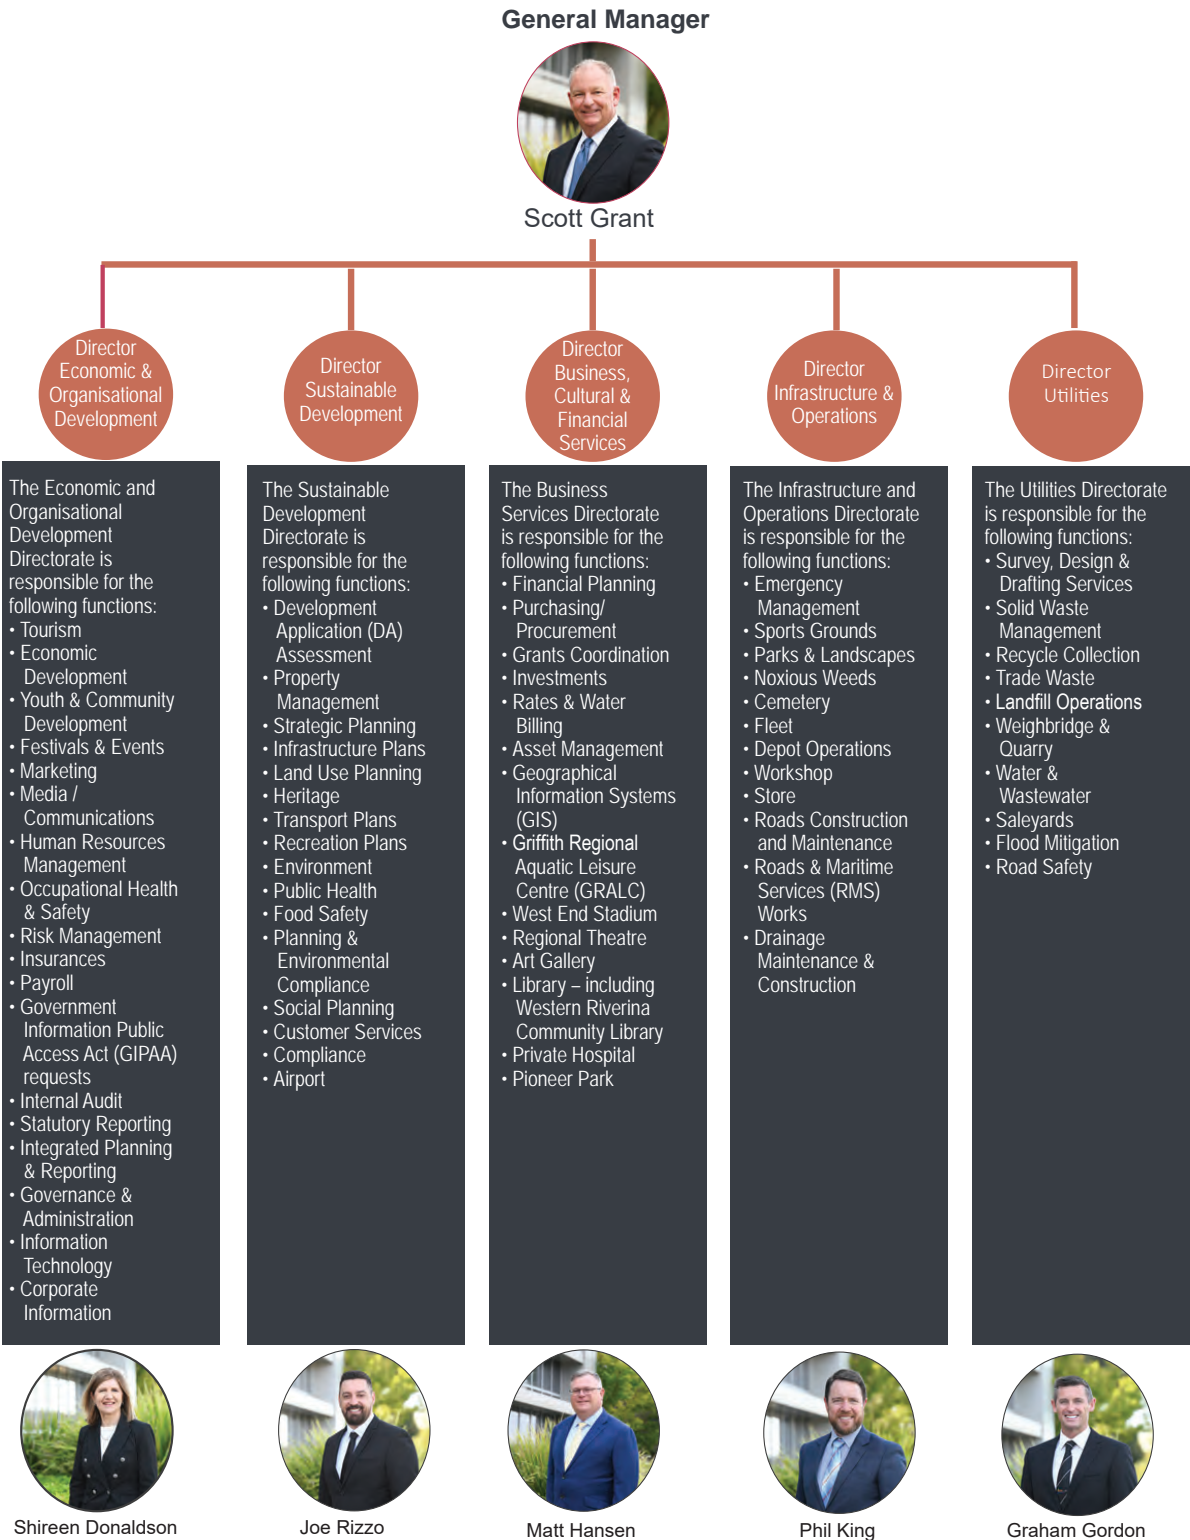 General Manager
Scott Grant
Director
Economic &
Organisational
Development
Director
Sustainable
Development
Director
Business,
Cultural &
Financial
Services
Director
Infrastructure &
Operations
Director
Utilities
The Economic and
Organisational
Development
Directorate is
responsible for the
following functions:
• Tourism
• Economic
Development
• Youth & Community
Development
• Festivals & Events
• Marketing
• Media /
Communications
• Human Resources
Management
• Occupational Health
& Safety
• Risk Management
• Insurances
• Payroll
• Government
Information Public
Access Act (GIPAA)
requests
• Internal Audit
• Statutory Reporting
• Integrated Planning
& Reporting
• Governance &
Administration
• Information
Technology
• Corporate
Information
The Sustainable
Development
Directorate is
responsible for the
following functions:
• Development
Application (DA)
Assessment
• Property
Management
• Strategic Planning
• Infrastructure Plans
• Land Use Planning
• Heritage
• Transport Plans
• Recreation Plans
• Environment
• Public Health
• Food Safety
• Planning &
Environmental
Compliance
• Social Planning
• Customer Services
• Compliance
• Airport
The Business
Services Directorate
is responsible for the
following functions:
• Financial Planning
• Purchasing/
Procurement
• Grants Coordination
• Investments
• Rates & Water
Billing
• Asset Management
• Geographical
Information Systems
(GIS)
• Griffith Regional
Aquatic Leisure
Centre (GRALC)
• West End Stadium
• Regional Theatre
• Art Gallery
• Library – including
Western Riverina
Community Library
• Private Hospital
• Pioneer Park
The Infrastructure and
Operations Directorate
is responsible for the
following functions:
• Emergency
Management
• Sports Grounds
• Parks & Landscapes
• Noxious Weeds
• Cemetery
• Fleet
• Depot Operations
• Workshop
• Store
• Roads Construction
and Maintenance
• Roads & Maritime
Services (RMS)
Works
• Drainage
Maintenance &
Construction
The Utilities Directorate
is responsible for the
following functions:
• Survey, Design &
Drafting Services
• Solid Waste
Management
• Recycle Collection
• Trade Waste
• Landfill Operations
• Weighbridge &
Quarry
• Water &
Wastewater
• Saleyards
• Flood Mitigation
• Road Safety
Shireen Donaldson
Joe Rizzo
Matt Hansen
Phil King
Graham Gordon